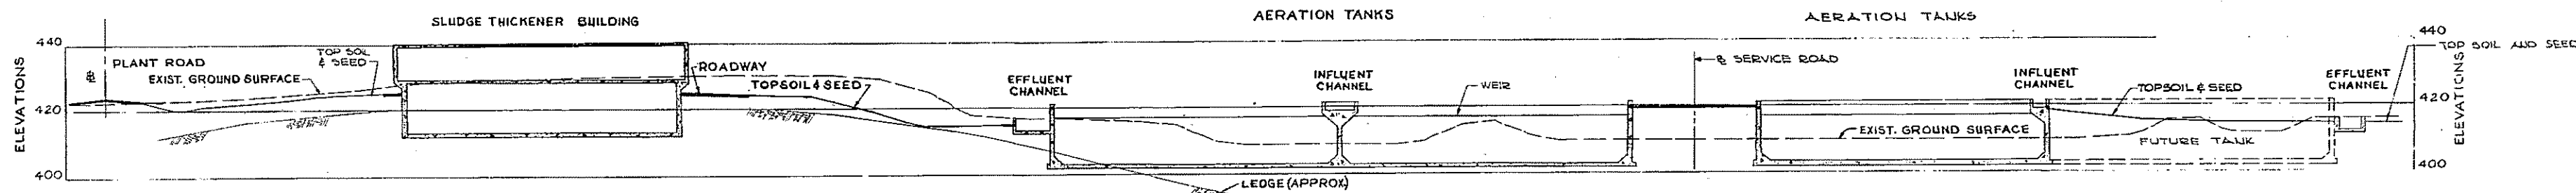 SLUDGE THICKENER BUILDING
AERATION TANKS
AERATION TANKS
ELEVATIONS
440
420
400
PLANT ROAD
EXIST. GROUND SURFACE
TOP SOIL
& SEED
ROADWAY
TOPSOIL & SEED
EFFLUENT
CHANNEL
INFLUENT
CHANNEL
WEIR
SERVICE ROAD
LEDGE (APPROX)
INFLUENT
CHANNEL
TOPSOIL & SEED
EXIST. GROUND SURFACE
FUTURE TANK
EFFLUENT
CHANNEL
440
TOP SOIL AND SEED
420
400
ELEVATIONS